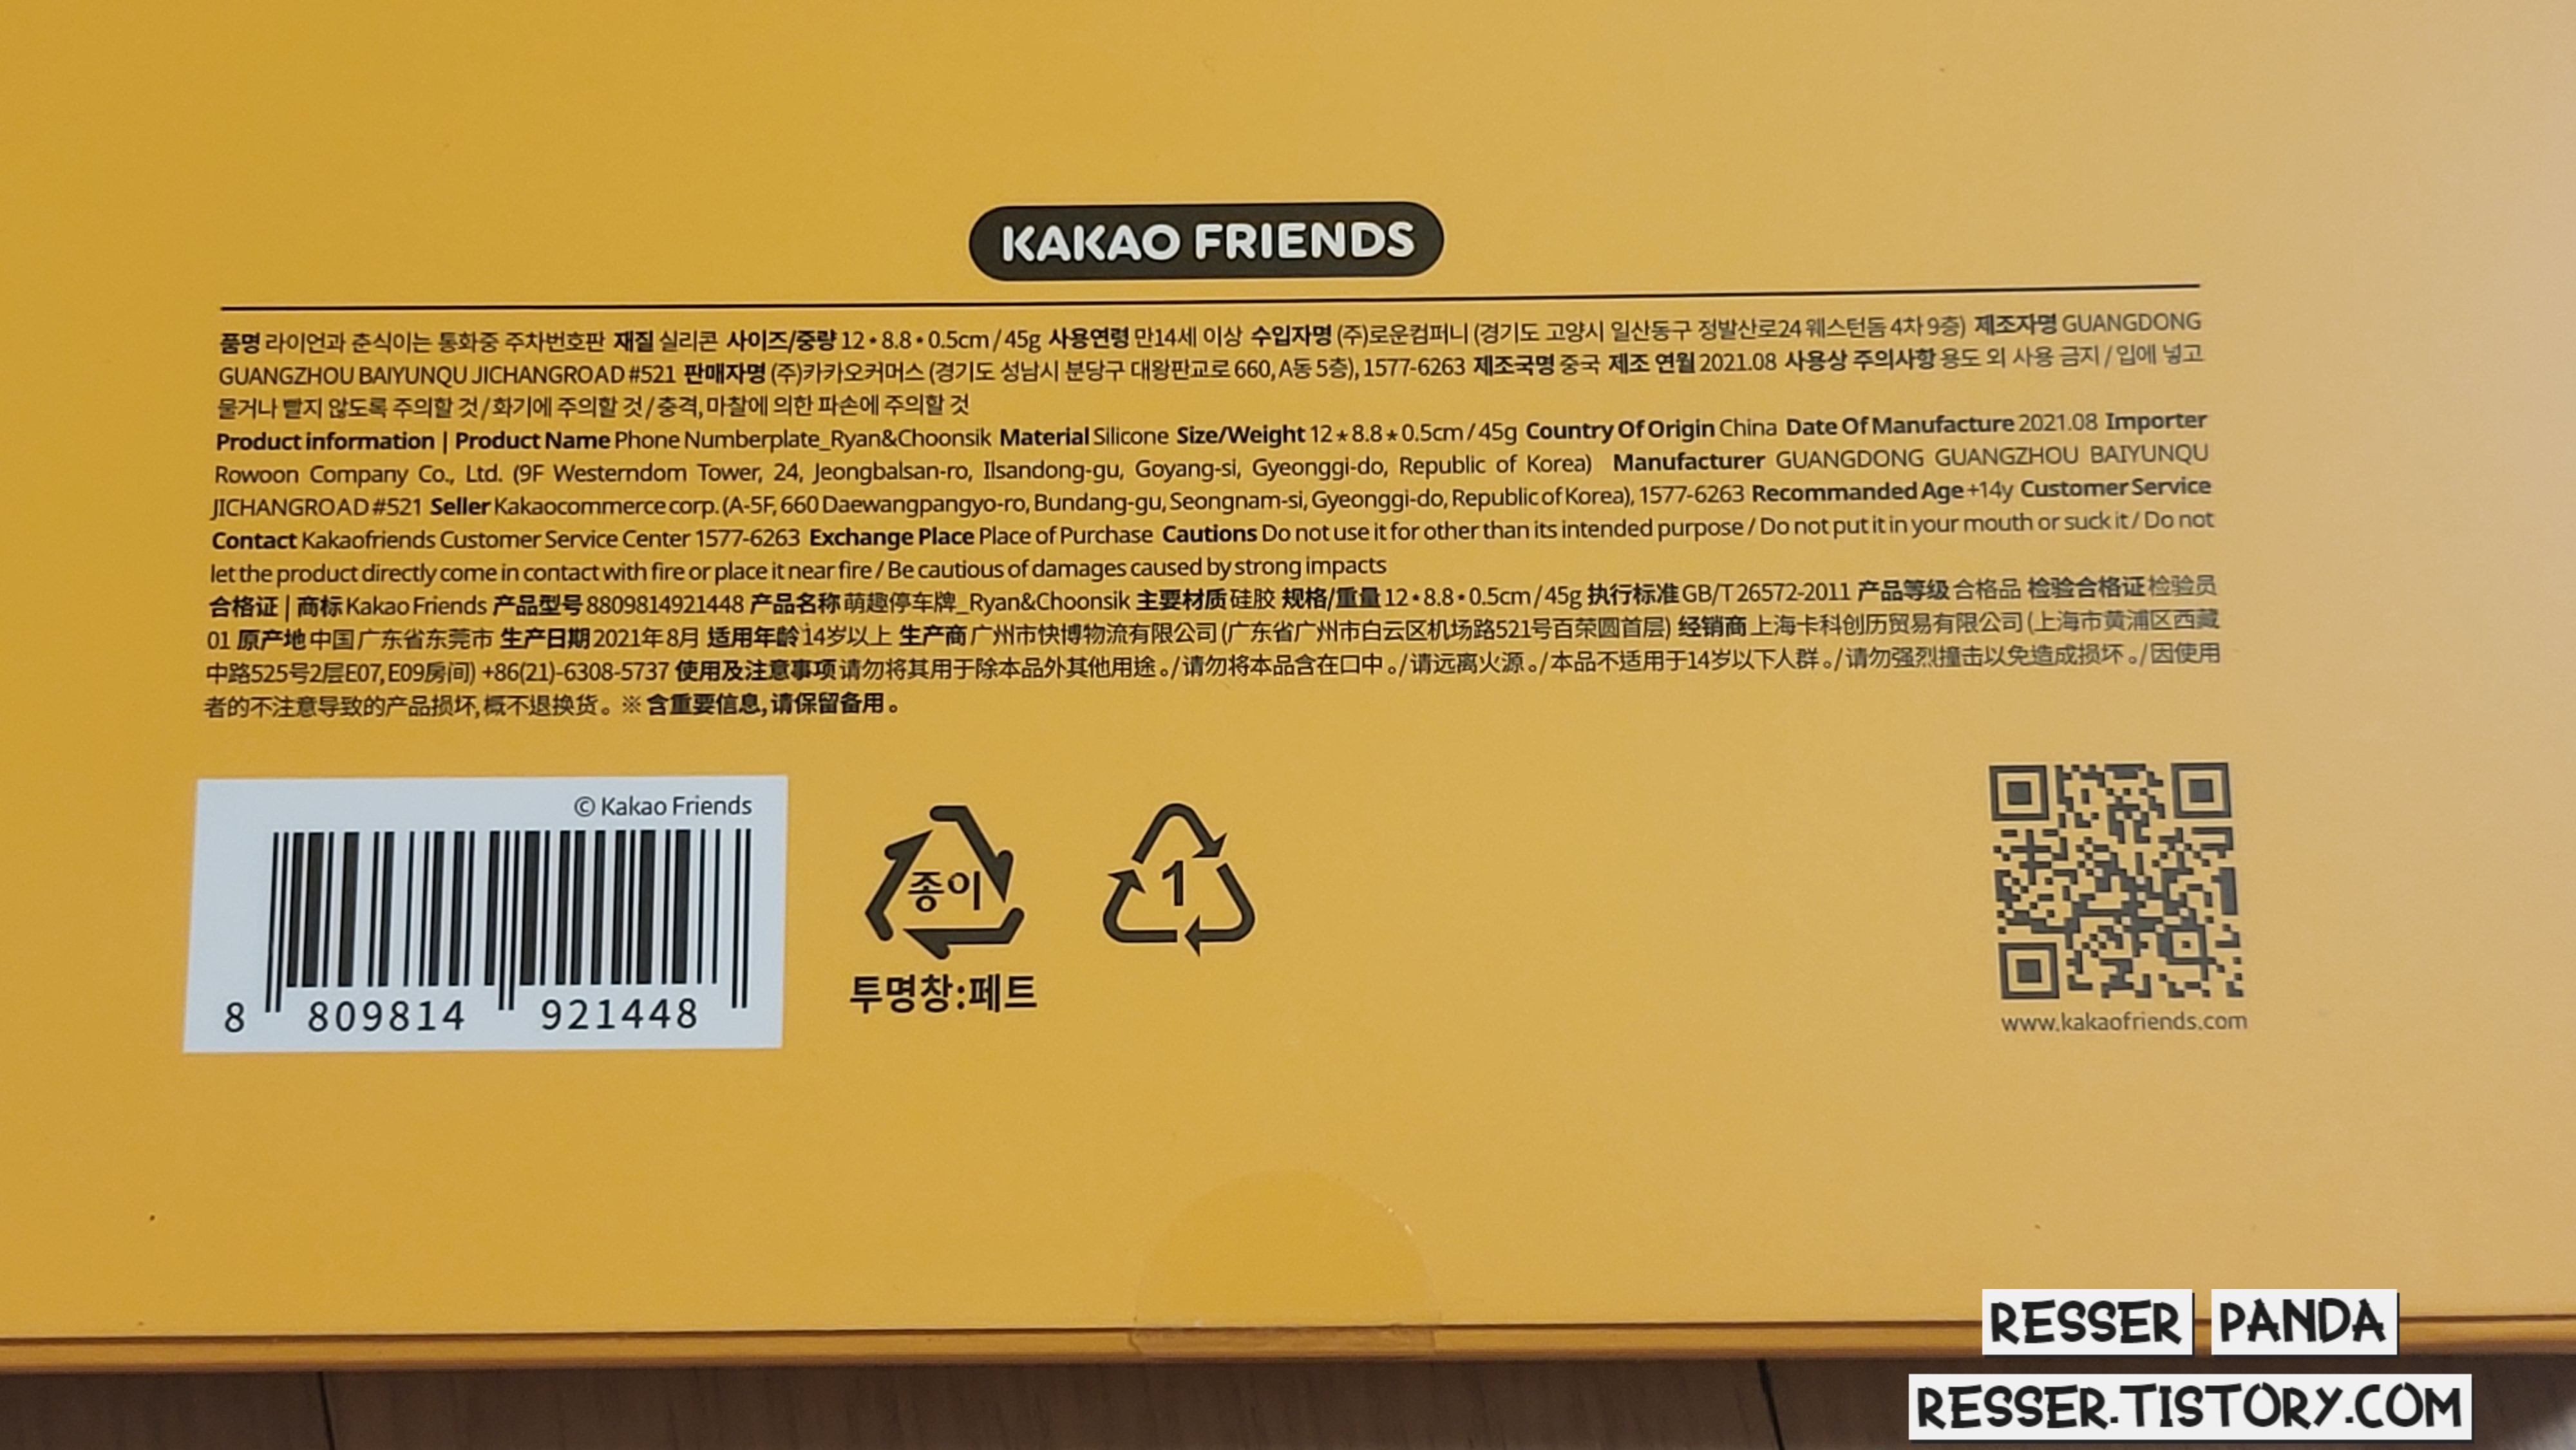 KAKAO FRIENDS
품명 라이언과 춘식이는 통화중 주차번호판 재질 실리콘 사이즈/중량 12*8.8*0.5cm/45g 사용연령 만14세 이상 수입자명 (주)로운컴퍼니 (경기도 고양시 일산동구 정발산로24 웨스턴돔 4차 9층) 제조자명 GUANGDONG
GUANGZHOU BAIYUNQU JICHANGROAD #521 판매자명 (주)카카오커머스 (경기도 성남시 분당구 대왕판교로 660, A동 5층), 1577-6263 제조국명 중국 제조 연월 2021.08 사용상 주의사항 용도 외 사용 금지 / 입에 넣고
물거나 빨지 않도록 주의할 것 / 화기에 주의할 것 / 충격, 마찰에 의한 파손에 주의할 것
Product information | Product Name Phone Numberplate_Ryan&Choonsik Material Silicone Size/Weight 12*8.8*0.5cm/45g Country Of Origin China Date Of Manufacture 2021.08 Importer
Rowoon Company Co., Ltd. (9F Westerndom Tower, 24, Jeongbalsan-ro, Ilsandong-gu, Goyang-si, Gyeonggi-do, Republic of Korea) Manufacturer GUANGDONG GUANGZHOU BAIYUNQU
JICHANGROAD #521 Seller Kakaocommerce corp. (A-5F, 660 Daewangpangyo-ro, Bundang-gu, Seongnam-si, Gyeonggi-do, Republic of Korea), 1577-6263 Recommanded Age +14y Customer Service
Contact Kakaofriends Customer Service Center 1577-6263 Exchange Place Place of Purchase Cautions Do not use it for other than its intended purpose / Do not put it in your mouth or suck it / Do not
let the product directly come in contact with fire or place it near fire / Be cautious of damages caused by strong impacts
合格证 | 商标 Kakao Friends 产品型号 8809814921448 产品名称 萌趣停车牌_Ryan&Choonsik 主要材质 硅胶 规格/重量 12*8.8*0.5cm/45g 执行标准 GB/T 26572-2011 产品等级 合格品 检验合格证 检验员
01 原产地 中国 广东省东莞市 生产日期 2021年 8月 适用年龄 14岁以上 生产商 广州市快博物流有限公司 (广东省广州市白云区机场路521号百荣圆首层) 经销商 上海卡科创历贸易有限公司 (上海市黄浦区西藏
中路525号2层E07, E09房间) +86(21)-6308-5737 使用及注意事项 请勿将其用于除本品外其他用途。/请勿将本品含在口中。/请远离火源。/本品不适用于14岁以下人群。/请勿强烈撞击以免造成损坏。/因使用
者的不注意导致的产品损坏, 概不退换货。※ 含重要信息, 请保留备用。
© Kakao Friends
8 809814 921448
종이
투명창:페트
1
www.kakaofriends.com
RESSER PANDA
RESSER.TISTORY.COM